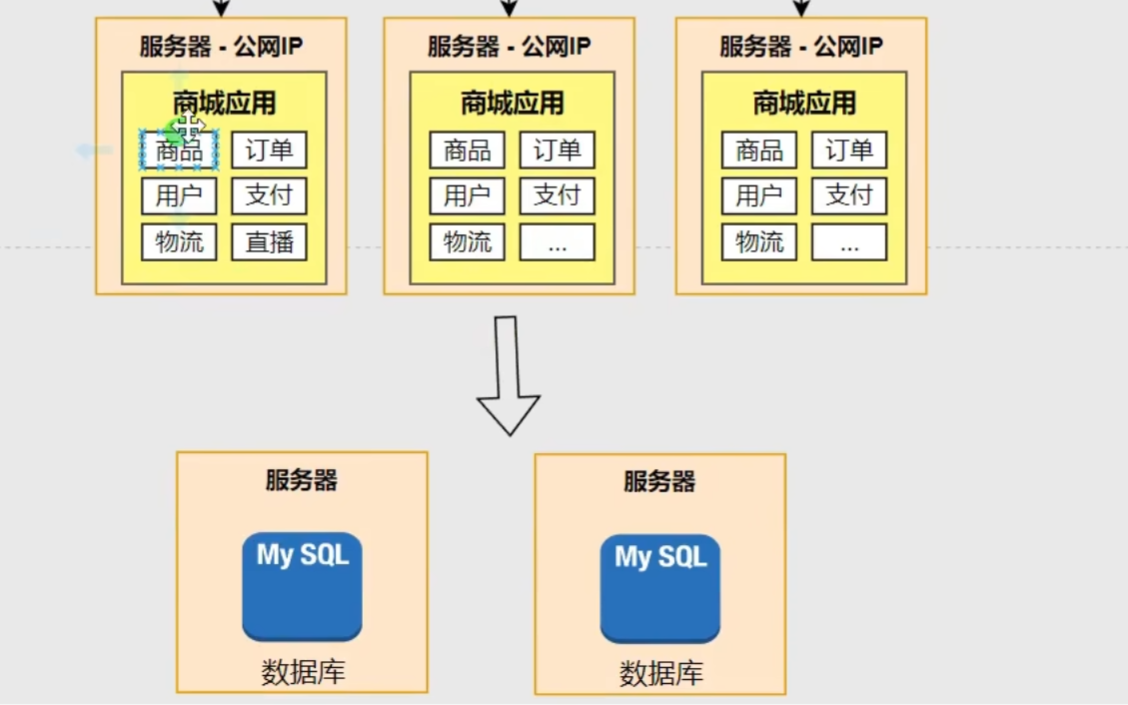 服务器 - 公网IP
商城应用
商品 订单
用户 支付
物流 直播
服务器 - 公网IP
商城应用
商品 订单
用户 支付
物流 ...
服务器 - 公网IP
商城应用
商品 订单
用户 支付
物流 ...
服务器
My SQL
数据库
服务器
My SQL
数据库